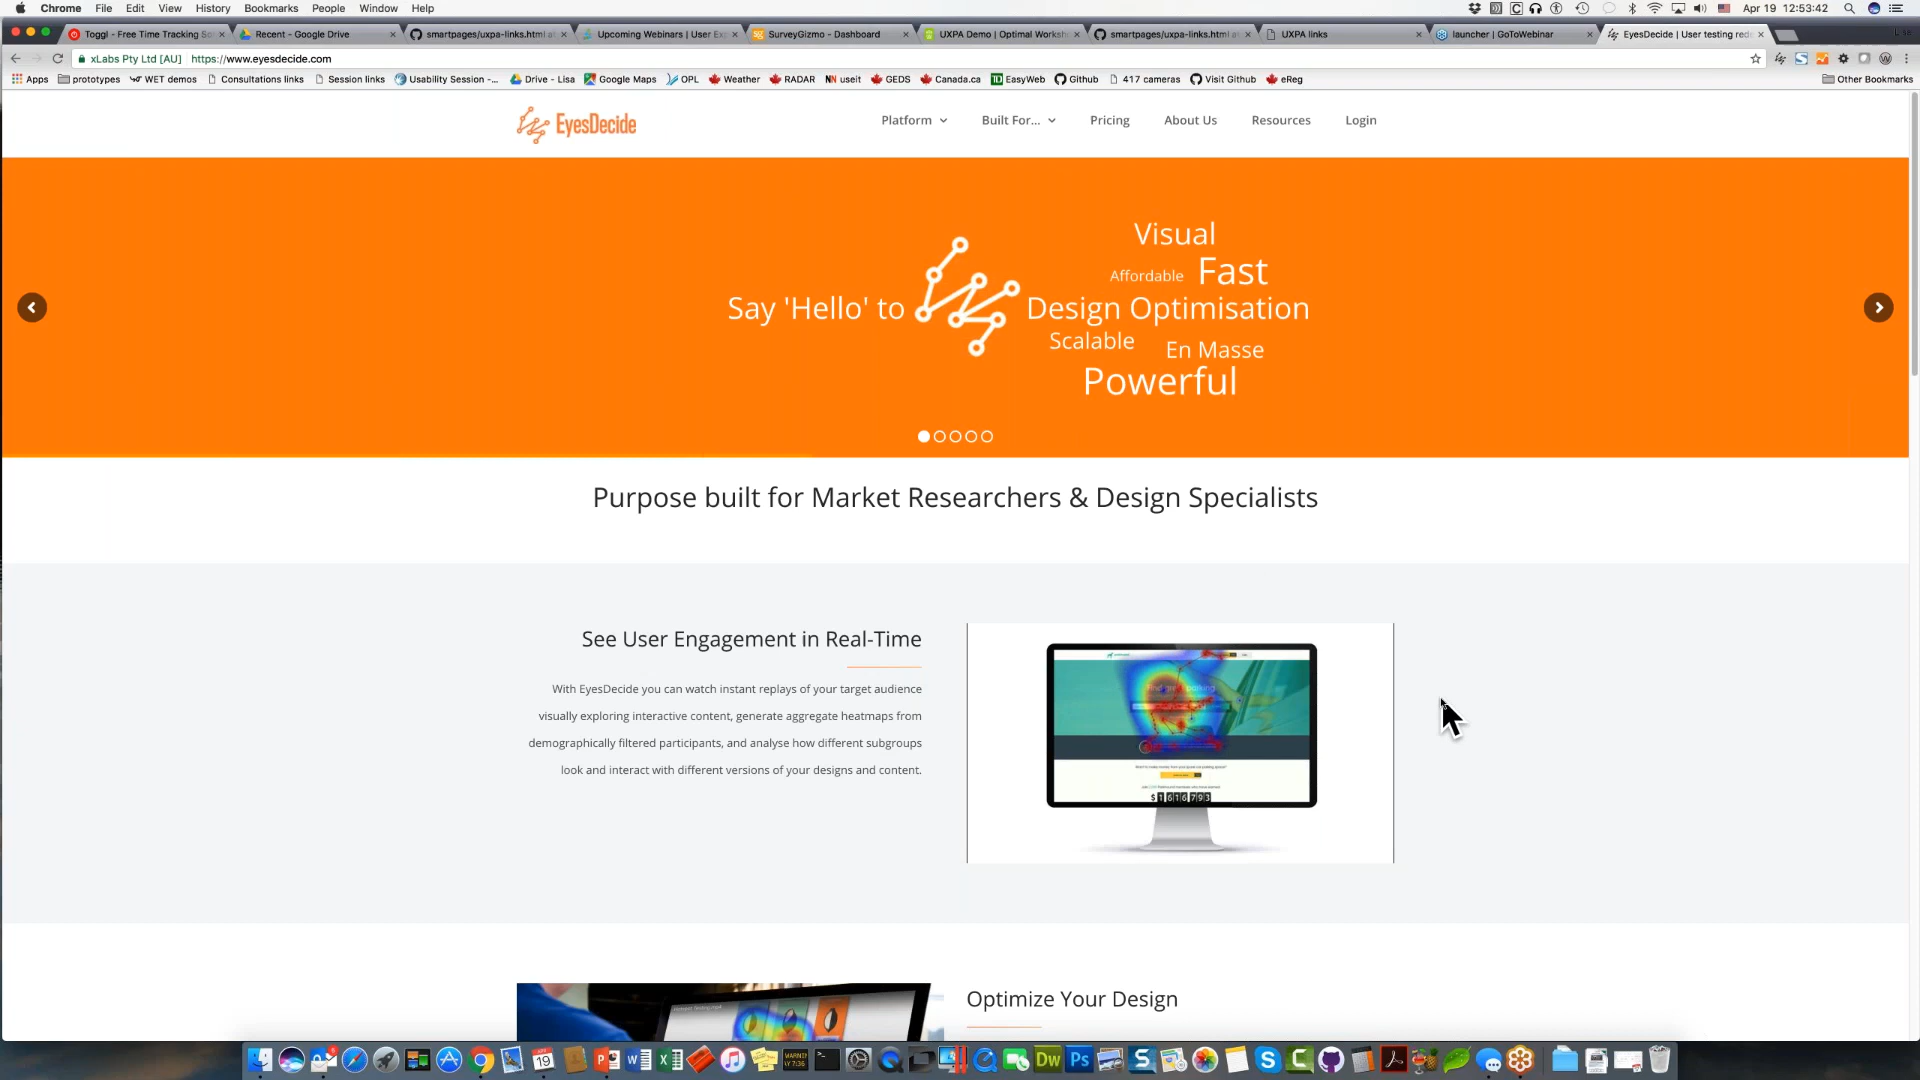 Chrome File Edit View History Bookmarks People Window Help Apr 19 12:53:42
Toggl - Free Time Tracking So
Recent - Google Drive
smartpages/uxpa-links.html at
Upcoming Webinars | User Ex
SurveyGizmo - Dashboard
UXPA Demo | Optimal Worksh
smartpages/uxpa-links.html at
UXPA links
launcher | GoToWebinar
EyesDecide | User testing red
xLabs Pty Ltd [AU] https://www.eyesdecide.com
Apps prototypes WET demos Consultations links Session links Usability Session -... Drive - Lisa Google Maps OPL Weather RADAR NN useit GEDS Canada.ca TD EasyWeb Github 417 cameras Visit Github eReg Other Bookmarks
EyesDecide
Platform Built For... Pricing About Us Resources Login
Visual
Affordable Fast
Say 'Hello' to Design Optimisation
Scalable En Masse
Powerful
Purpose built for Market Researchers & Design Specialists
See User Engagement in Real-Time
With EyesDecide you can watch instant replays of your target audience
visually exploring interactive content, generate aggregate heatmaps from
demographically filtered participants, and analyse how different subgroups
look and interact with different versions of your designs and content.
$1616793
Optimize Your Design